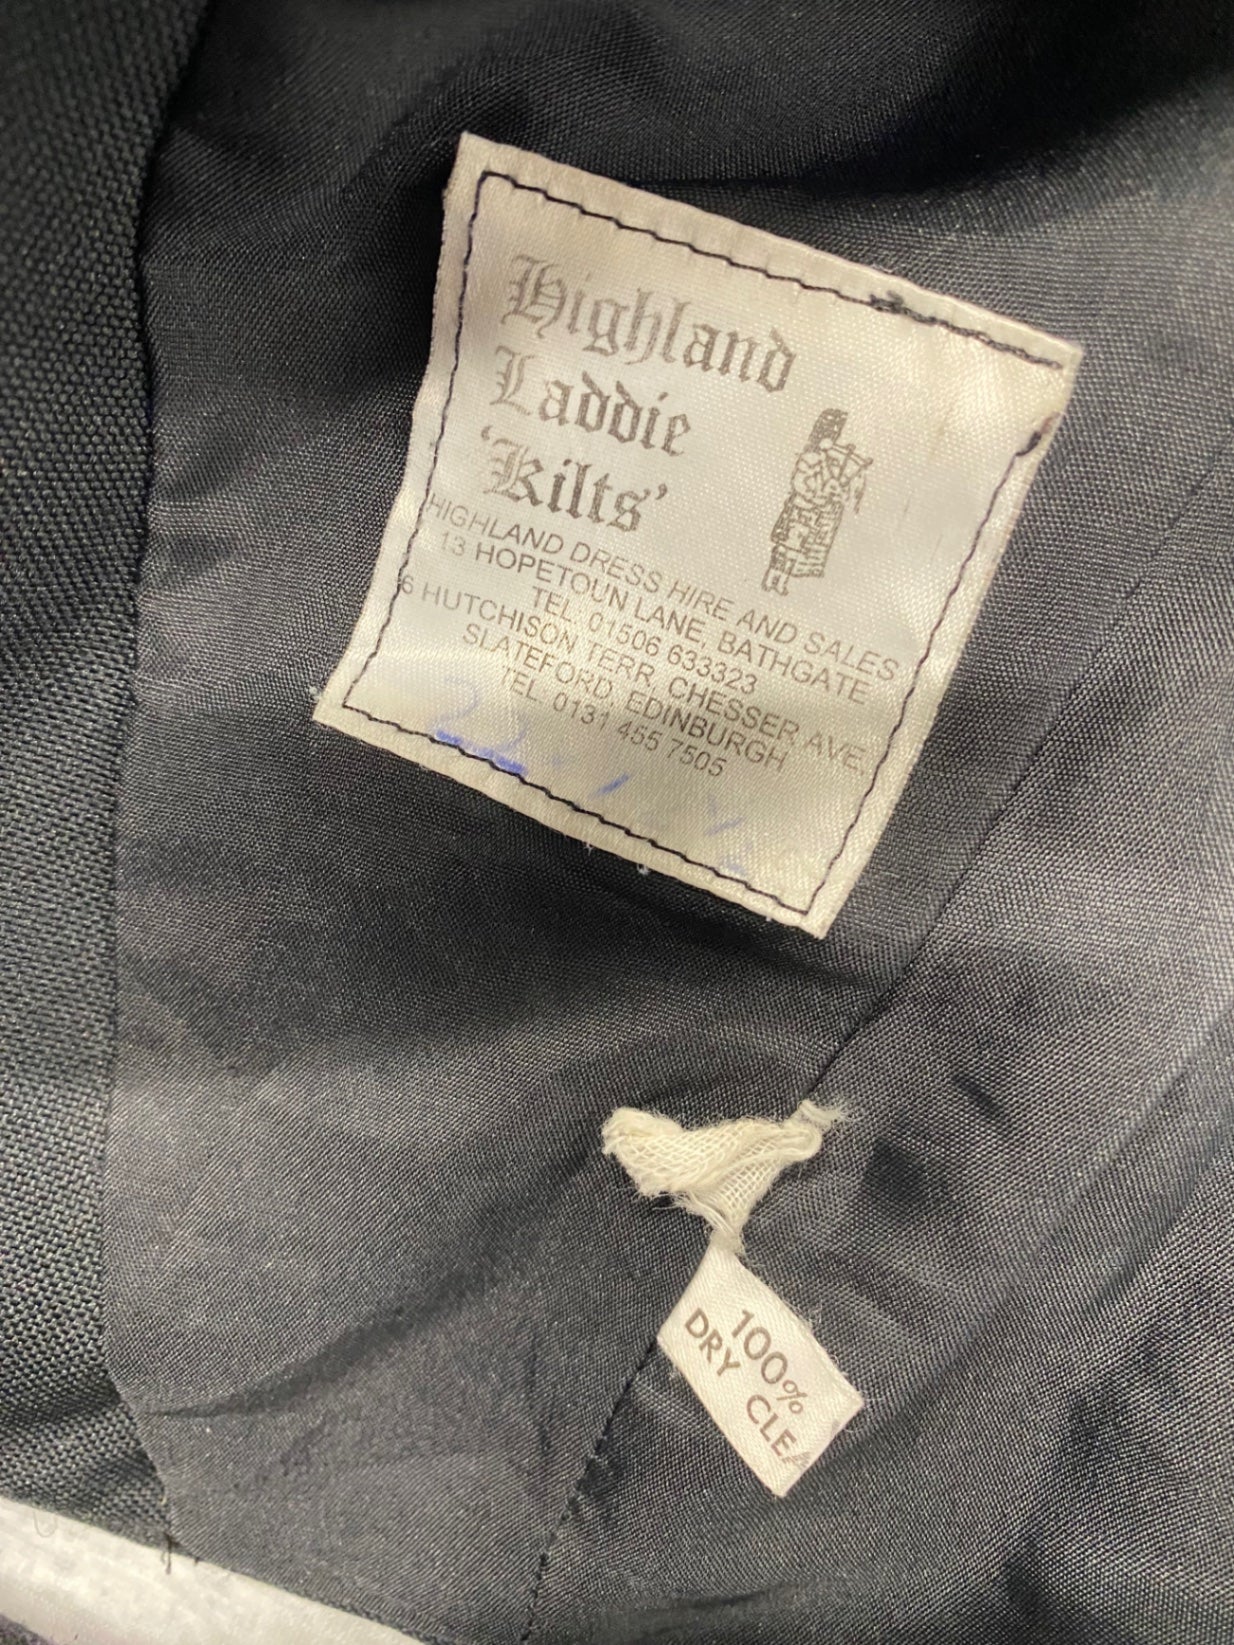 Highland
Laddie
'Kilts'
HIGHLAND DRESS HIRE AND SALES
13 HOPETOUN LANE, BATHGATE
TEL. 01506 633323
6 HUTCHISON TERR, CHESSER AVE,
SLATEFORD, EDINBURGH
TEL. 0131 455 7505
100%
DRY CLEA